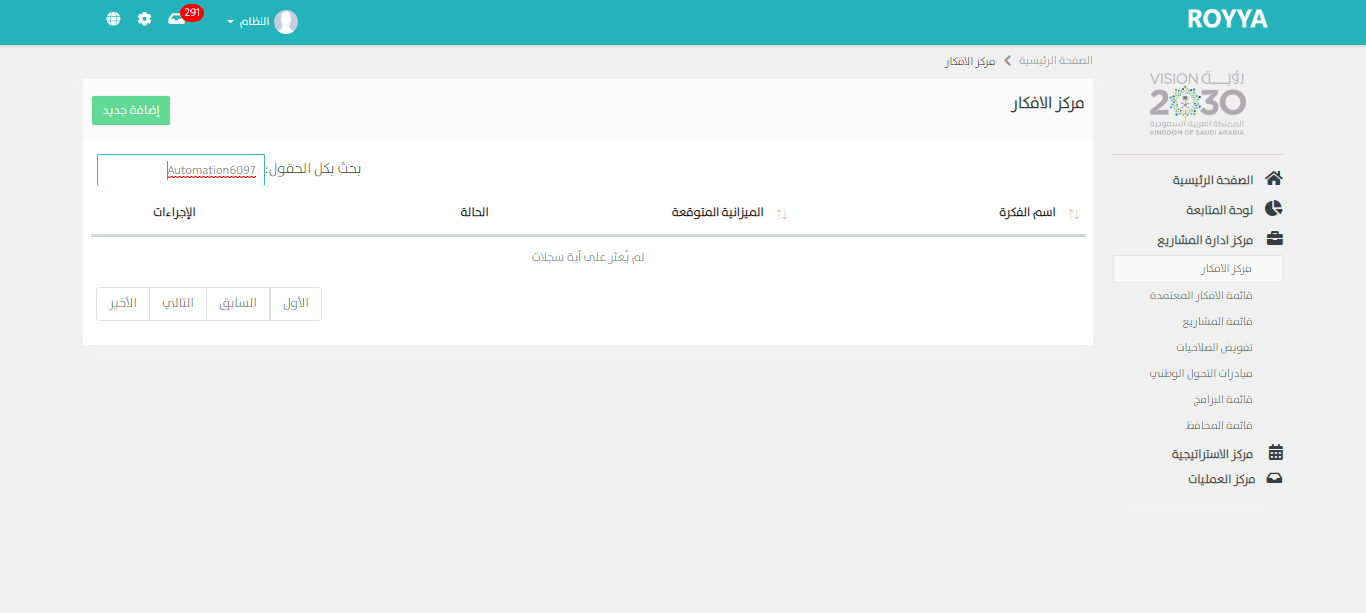 ROYYA
النظام
291
رؤيـــة VISION
2030
المملكة العربية السعودية
KINGDOM OF SAUDI ARABIA
الصفحة الرئيسية
لوحة المتابعة
مركز ادارة المشاريع
مركز الافكار
قائمة الافكار المعتمدة
قائمة المشاريع
تفويض الصلاحيات
مبادرات التحول الوطني
قائمة البرامج
قائمة المحافظ
مركز الاستراتيجية
مركز العمليات
الصفحة الرئيسية
مركز الافكار
مركز الافكار
إضافة جديد
بحث بكل الحقول: Automation6097
اسم الفكرة الميزانية المتوقعة الحالة الإجراءات
لم يُعثر على أية سجلات
الأول السابق التالي الأخير